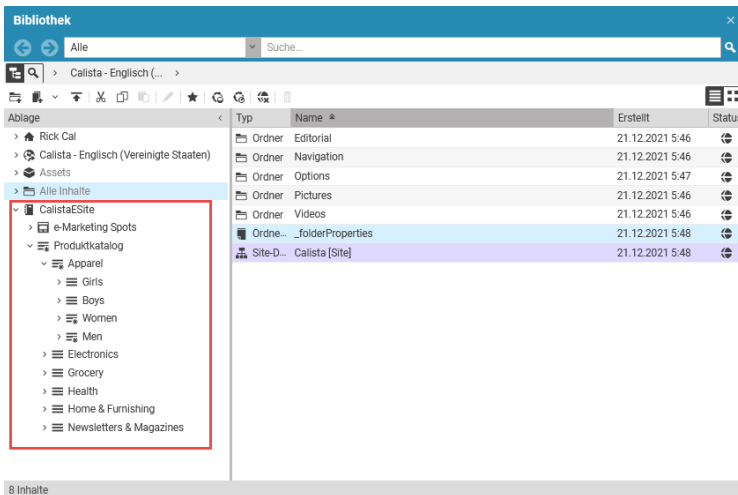 Bibliothek
Alle
Suche...
Calista - Englisch (...
Ablage
Typ Name Erstellt Statu
Rick Cal
Calista - Englisch (Vereinigte Staaten)
Assets
Alle Inhalte
CalistaESite
e-Marketing Spots
Produktkatalog
Apparel
Girls
Boys
Women
Men
Electronics
Grocery
Health
Home & Furnishing
Newsletters & Magazines
Ordner Editorial 21.12.2021 5:46
Ordner Navigation 21.12.2021 5:46
Ordner Options 21.12.2021 5:47
Ordner Pictures 21.12.2021 5:46
Ordner Videos 21.12.2021 5:46
Ordne... _folderProperties 21.12.2021 5:48
Site-D... Calista [Site] 21.12.2021 5:48
8 Inhalte